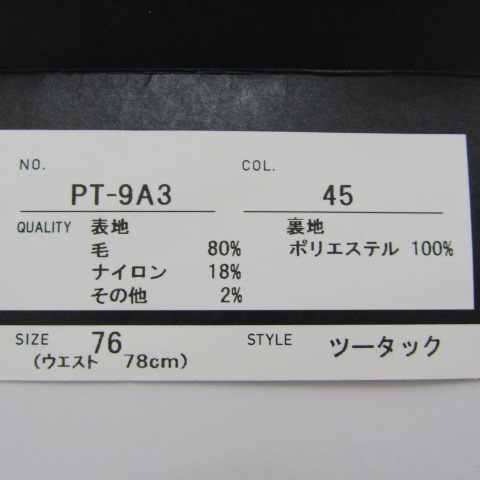 NO. PT-9A3 COL. 45
QUALITY 表地 裏地
毛 80% ポリエステル 100%
ナイロン 18%
その他 2%
SIZE 76 STYLE ツータック
(ウエスト 78cm)